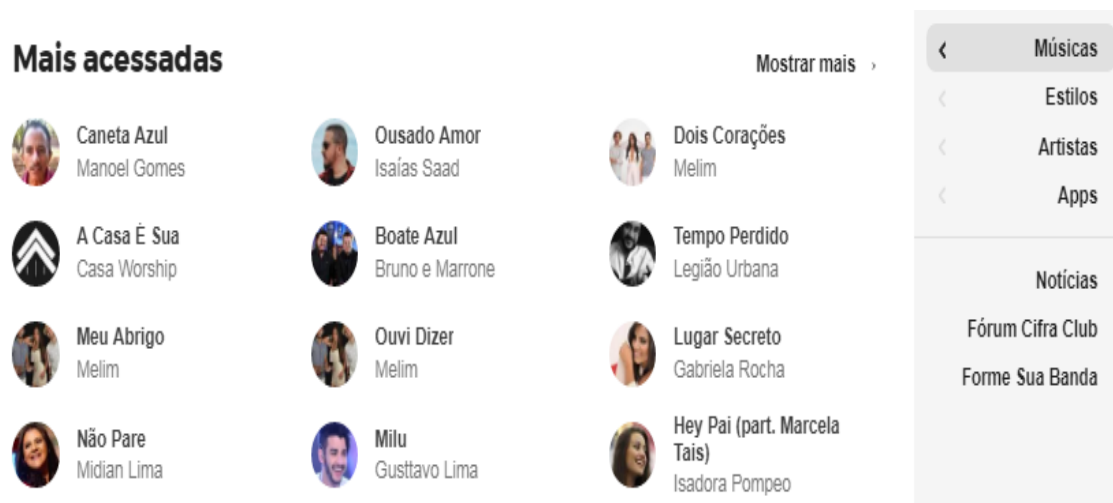 Mais acessadas
Mostrar mais ›
Caneta Azul
Manoel Gomes
Ousado Amor
Isaías Saad
Dois Corações
Melim
A Casa É Sua
Casa Worship
Boate Azul
Bruno e Marrone
Tempo Perdido
Legião Urbana
Meu Abrigo
Melim
Ouvi Dizer
Melim
Lugar Secreto
Gabriela Rocha
Não Pare
Midian Lima
Milu
Gusttavo Lima
Hey Pai (part. Marcela
Tais)
Isadora Pompeo
Músicas
Estilos
Artistas
Apps
Notícias
Fórum Cifra Club
Forme Sua Banda